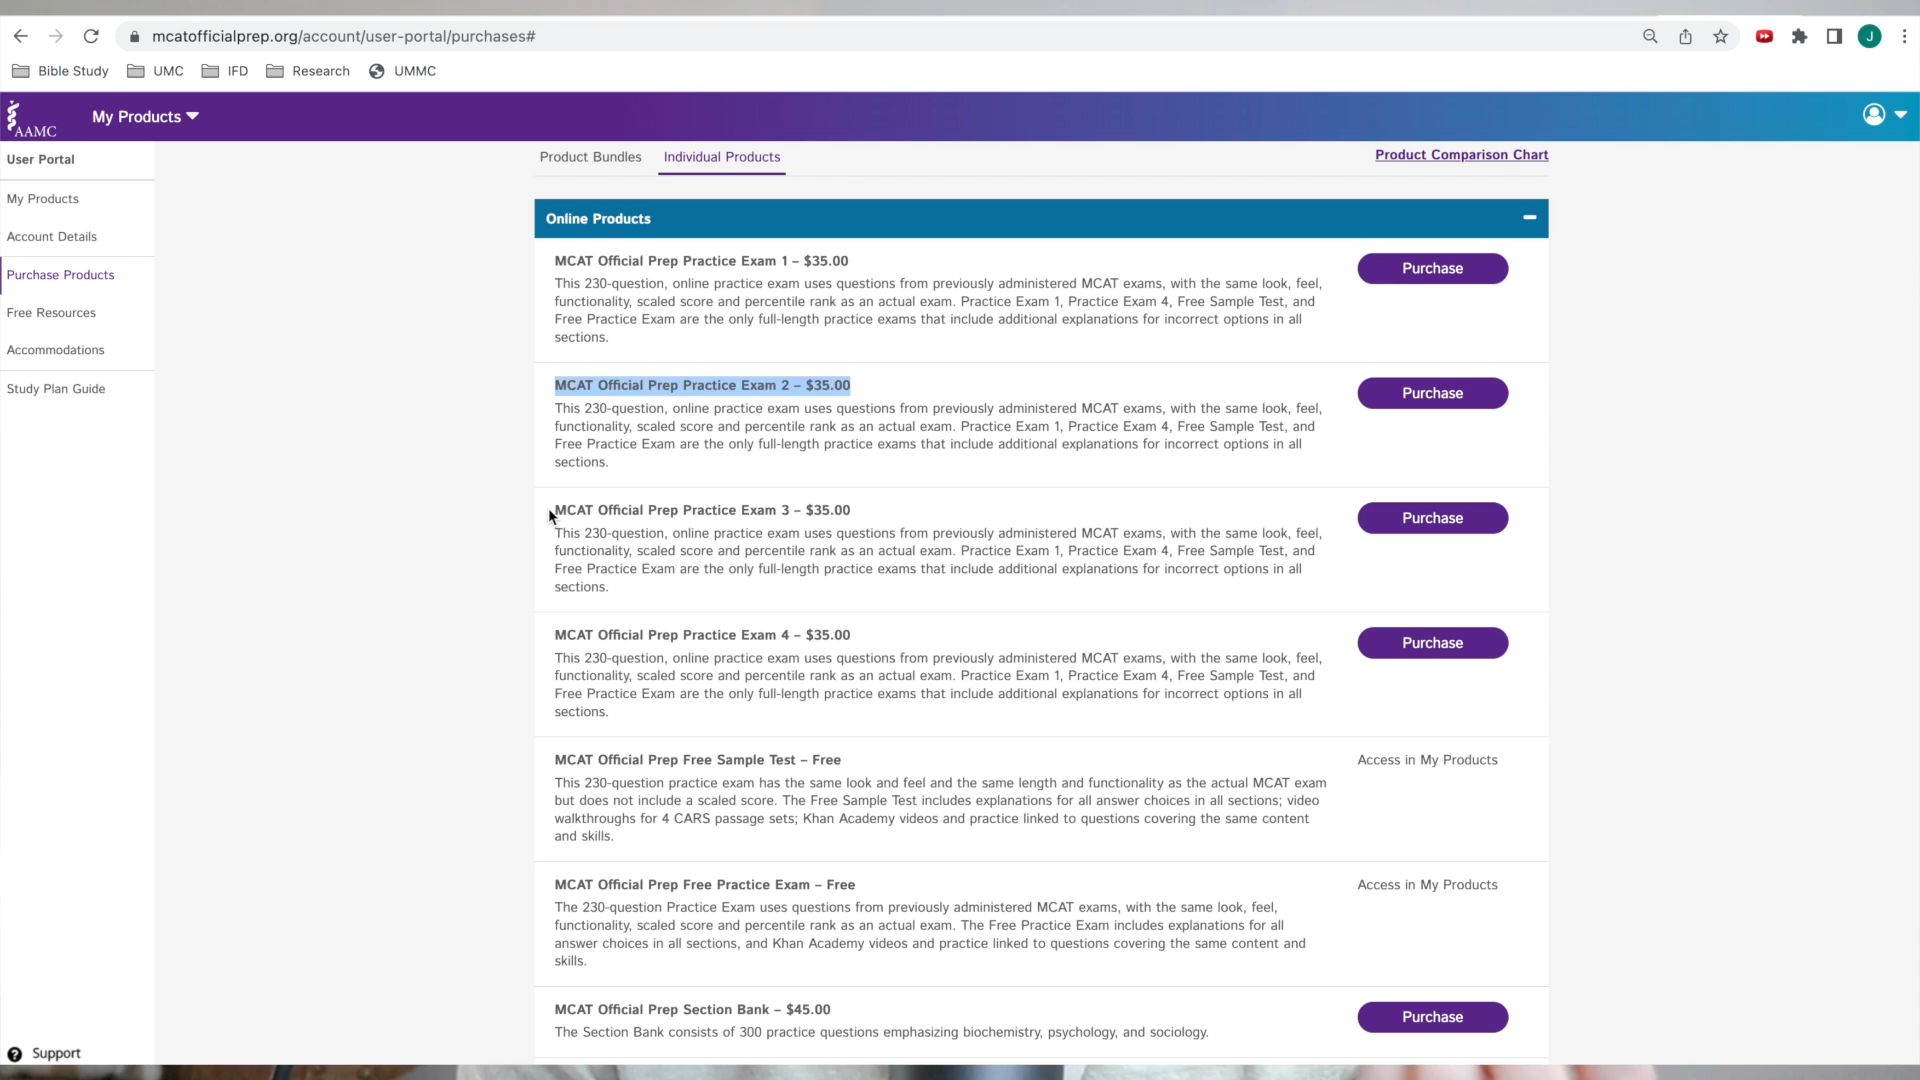 mcatofficialprep.org/account/user-portal/purchases#
J
Bible Study UMC IFD Research UMMC
AAMC My Products
User Portal
My Products
Account Details
Purchase Products
Free Resources
Accommodations
Study Plan Guide
Support
Product Bundles Individual Products Product Comparison Chart
Online Products
MCAT Official Prep Practice Exam 1 – $35.00
Purchase
This 230-question, online practice exam uses questions from previously administered MCAT exams, with the same look, feel,
functionality, scaled score and percentile rank as an actual exam. Practice Exam 1, Practice Exam 4, Free Sample Test, and
Free Practice Exam are the only full-length practice exams that include additional explanations for incorrect options in all
sections.
MCAT Official Prep Practice Exam 2 – $35.00
Purchase
This 230-question, online practice exam uses questions from previously administered MCAT exams, with the same look, feel,
functionality, scaled score and percentile rank as an actual exam. Practice Exam 1, Practice Exam 4, Free Sample Test, and
Free Practice Exam are the only full-length practice exams that include additional explanations for incorrect options in all
sections.
MCAT Official Prep Practice Exam 3 – $35.00
Purchase
This 230-question, online practice exam uses questions from previously administered MCAT exams, with the same look, feel,
functionality, scaled score and percentile rank as an actual exam. Practice Exam 1, Practice Exam 4, Free Sample Test, and
Free Practice Exam are the only full-length practice exams that include additional explanations for incorrect options in all
sections.
MCAT Official Prep Practice Exam 4 – $35.00
Purchase
This 230-question, online practice exam uses questions from previously administered MCAT exams, with the same look, feel,
functionality, scaled score and percentile rank as an actual exam. Practice Exam 1, Practice Exam 4, Free Sample Test, and
Free Practice Exam are the only full-length practice exams that include additional explanations for incorrect options in all
sections.
MCAT Official Prep Free Sample Test – Free
Access in My Products
This 230-question practice exam has the same look and feel and the same length and functionality as the actual MCAT exam
but does not include a scaled score. The Free Sample Test includes explanations for all answer choices in all sections; video
walkthroughs for 4 CARS passage sets; Khan Academy videos and practice linked to questions covering the same content
and skills.
MCAT Official Prep Free Practice Exam – Free
Access in My Products
The 230-question Practice Exam uses questions from previously administered MCAT exams, with the same look, feel,
functionality, scaled score and percentile rank as an actual exam. The Free Practice Exam includes explanations for all
answer choices in all sections, and Khan Academy videos and practice linked to questions covering the same content and
skills.
MCAT Official Prep Section Bank – $45.00
Purchase
The Section Bank consists of 300 practice questions emphasizing biochemistry, psychology, and sociology.